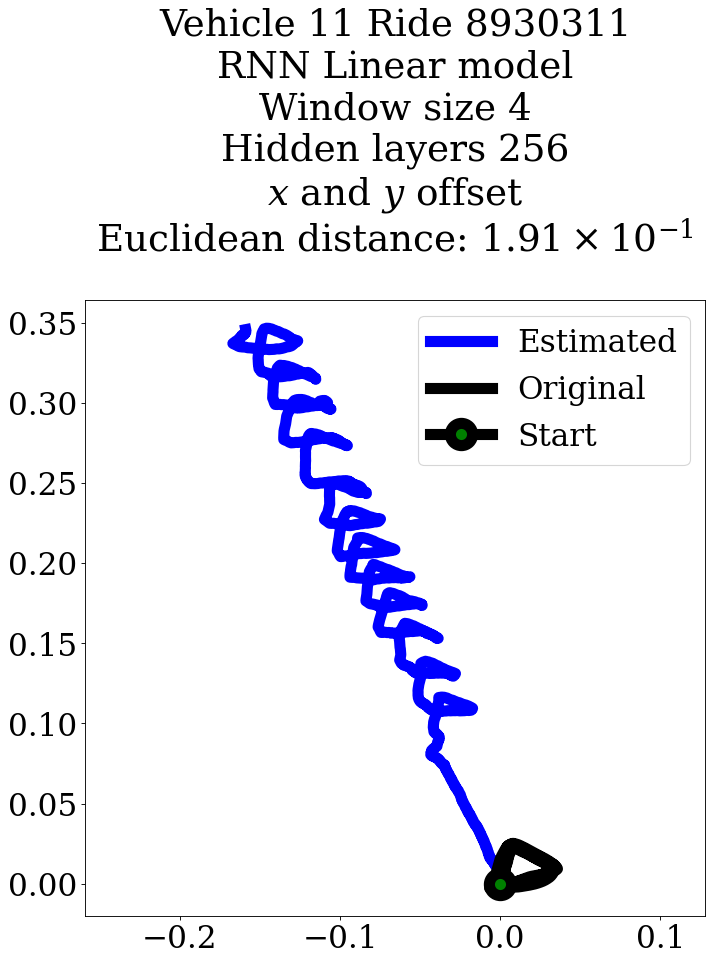 Vehicle 11 Ride 8930311
RNN Linear model
Window size 4
Hidden layers 256
x and y offset
Euclidean distance: 1.91 × 10⁻¹
Estimated
Original
Start
0.35
0.30
0.25
0.20
0.15
0.10
0.05
0.00
−0.2 −0.1 0.0 0.1